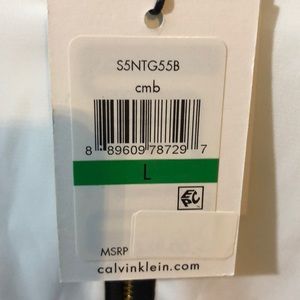 S5NTG55B
cmb
8 89609 78729 7
L
MSRP
calvinklein.com